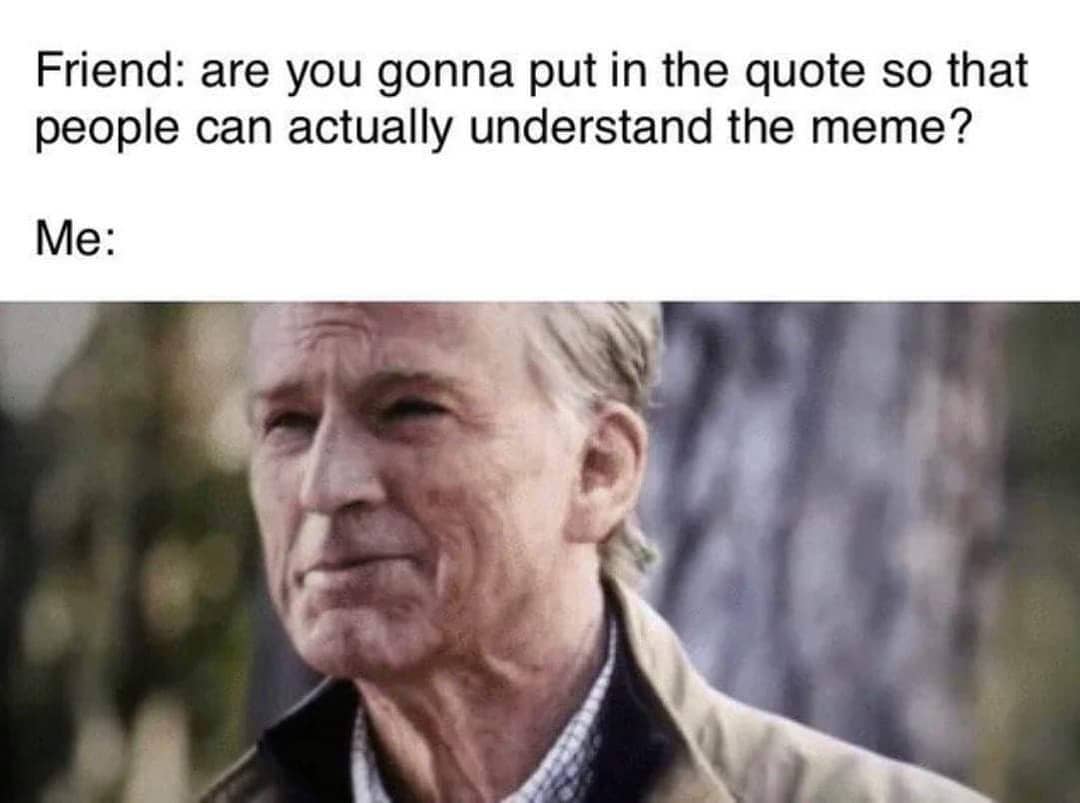 Friend: are you gonna put in the quote so that
people can actually understand the meme?
Me: